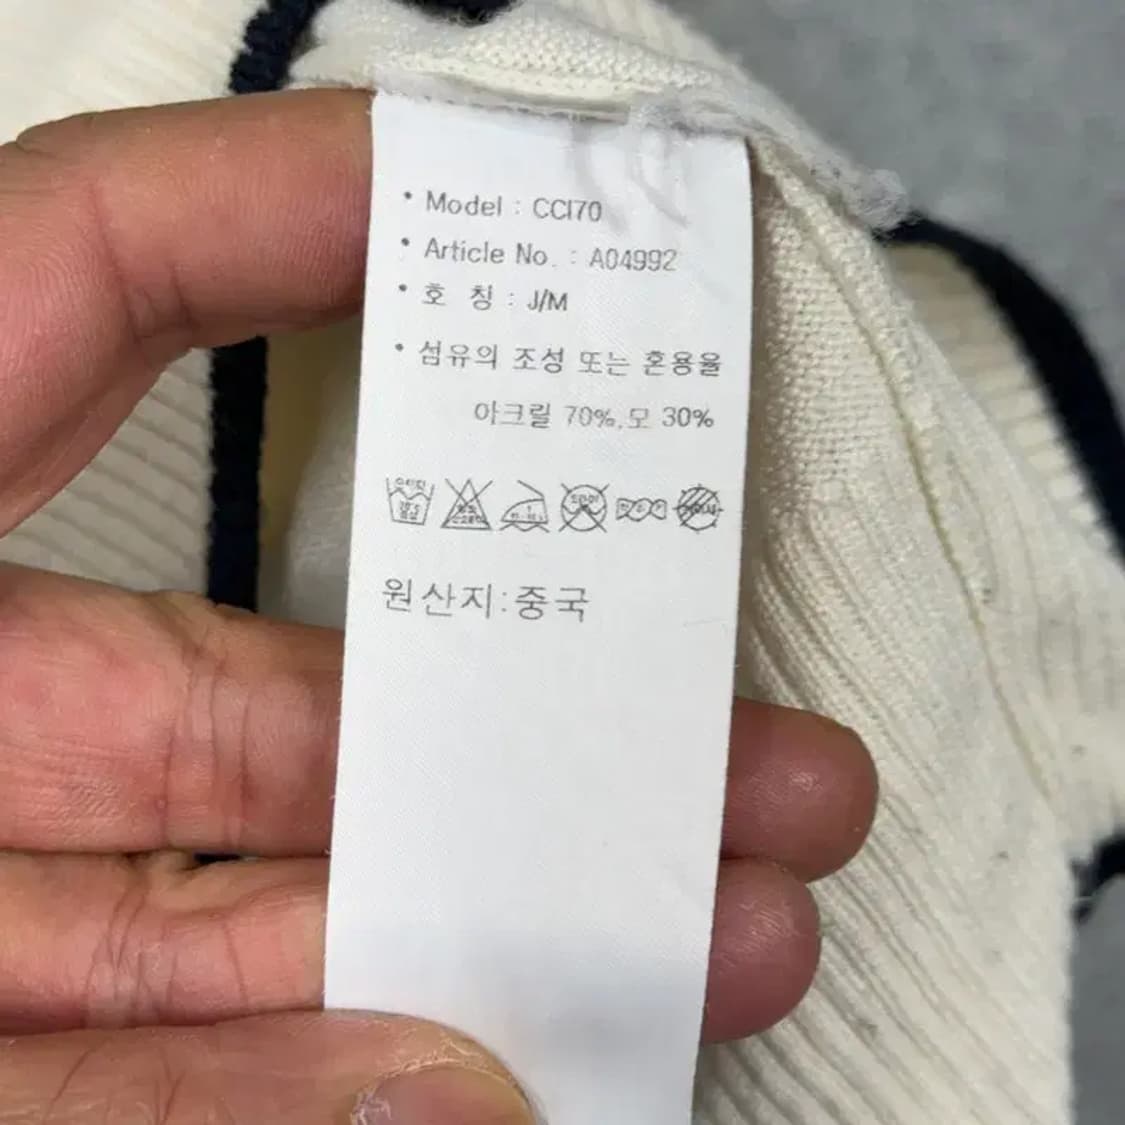 • Model : CCI70
• Article No. : A04992
• 호 칭 : J/M
• 섬유의 조성 또는 혼용율
아크릴 70%,모 30%
원산지:중국